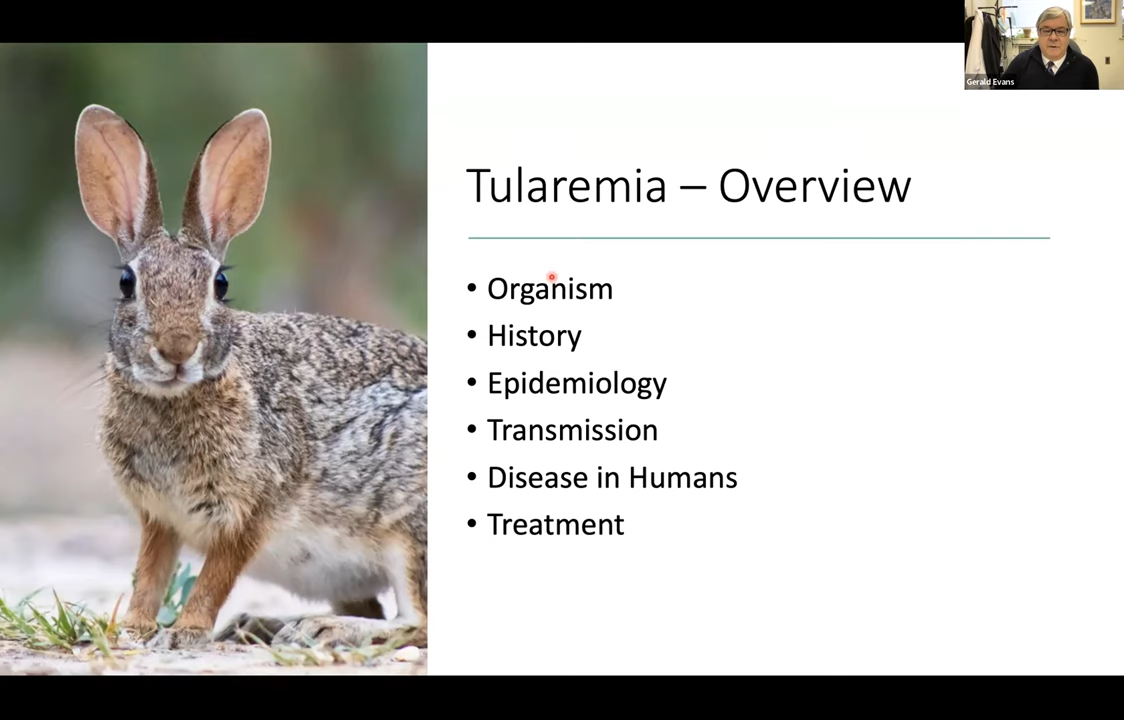 Gerald Evans
Tularemia – Overview
• Organism
• History
• Epidemiology
• Transmission
• Disease in Humans
• Treatment